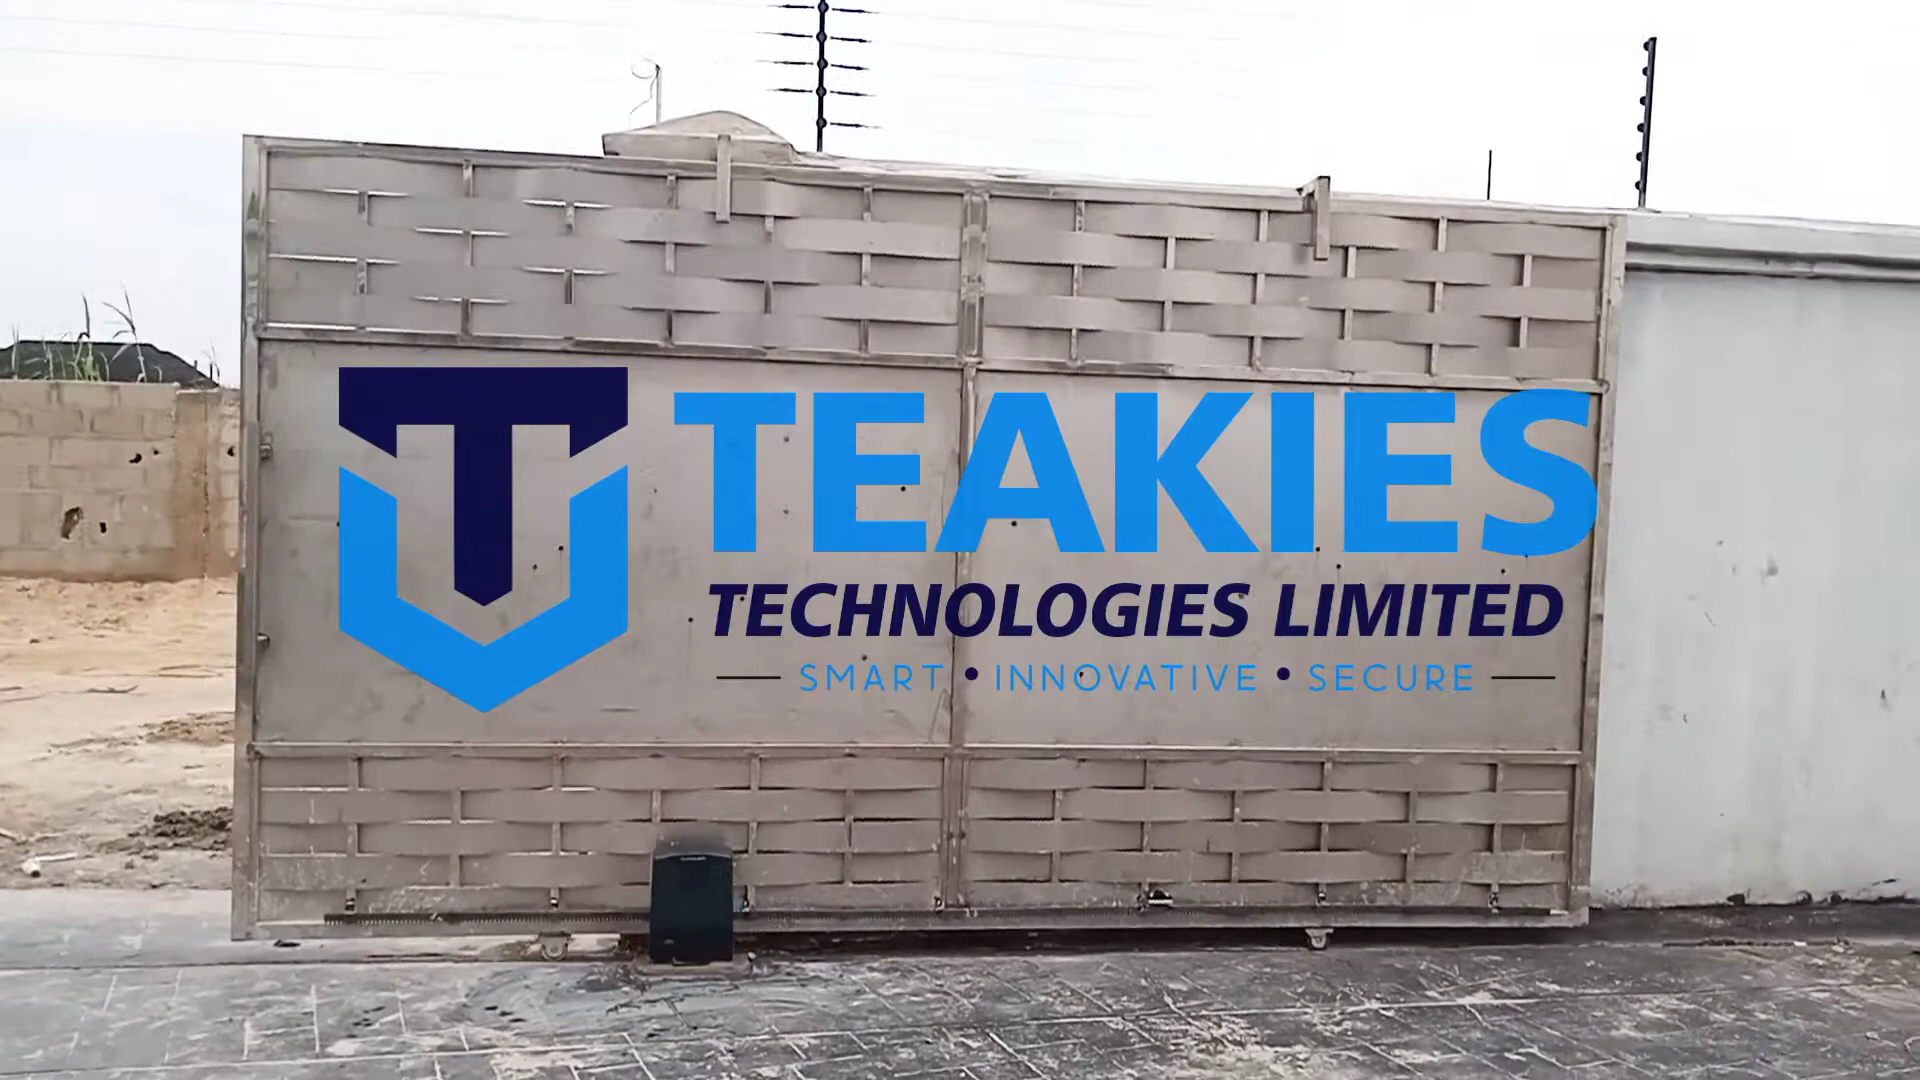 TEAKIES
TECHNOLOGIES LIMITED
SMART • INNOVATIVE • SECURE